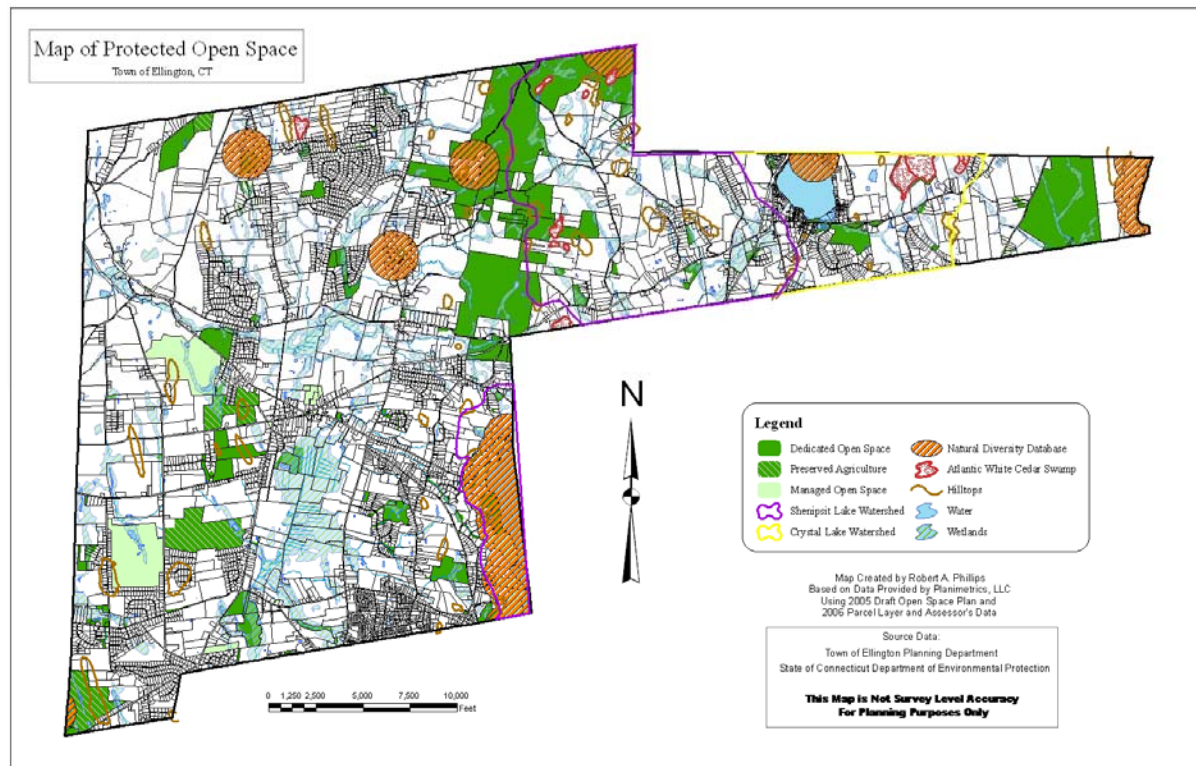 Map of Protected Open Space
Town of Ellington, CT
N
Legend
Dedicated Open Space
Preserved Agriculture
Managed Open Space
Shenipsit Lake Watershed
Crystal Lake Watershed
Natural Diversity Database
Atlantic White Cedar Swamp
Hilltops
Water
Wetlands
Map Created by Robert A. Phillips
Based on Data Provided by Planimetrics, LLC
Using 2005 Draft Open Space Plan and
2006 Parcel Layer and Assessor's Data
Source Data:
Town of Ellington Planning Department
State of Connecticut Department of Environmental Protection
This Map is Not Survey Level Accuracy
For Planning Purposes Only
0 1,250 2,500 5,000 7,500 10,000
Feet